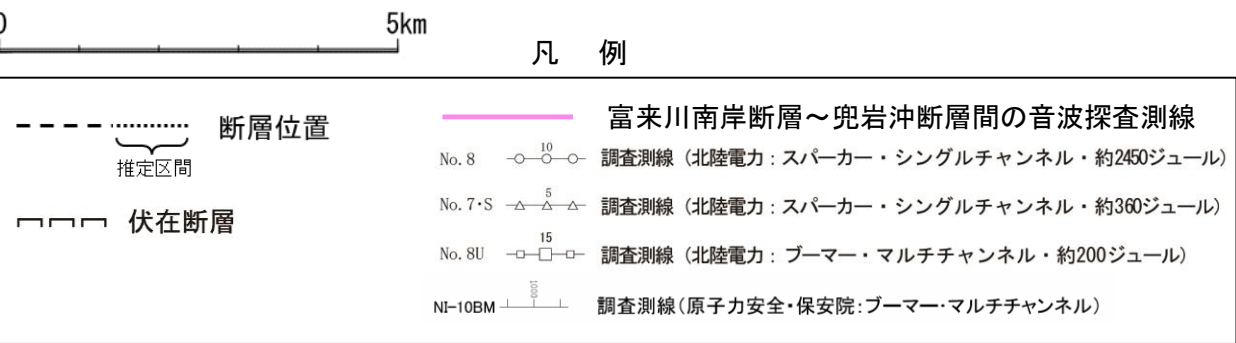 0 5km
凡 例
断層位置
推定区間
伏在断層
富来川南岸断層～兜岩沖断層間の音波探査測線
No. 8 10 調査測線（北陸電力：スパーカー・シングルチャンネル・約2450ジュール）
No. 7・S 5 調査測線（北陸電力：スパーカー・シングルチャンネル・約360ジュール）
No. 8U 15 調査測線（北陸電力：ブーマー・マルチチャンネル・約200ジュール）
NI-10BM 1000 調査測線（原子力安全・保安院：ブーマー・マルチチャンネル）